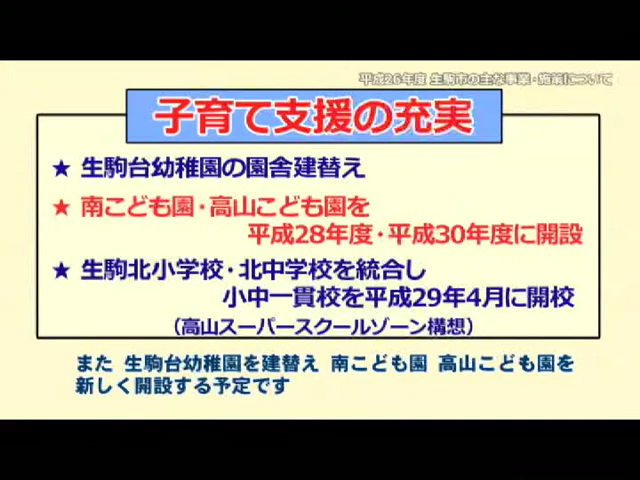 平成26年度 生駒市の主な事業・施策について
子育て支援の充実
★ 生駒台幼稚園の園舎建替え
★ 南こども園・高山こども園を
平成28年度・平成30年度に開設
★ 生駒北小学校・北中学校を統合し
小中一貫校を平成29年4月に開校
（高山スーパースクールゾーン構想）
また 生駒台幼稚園を建替え 南こども園 高山こども園を
新しく開設する予定です